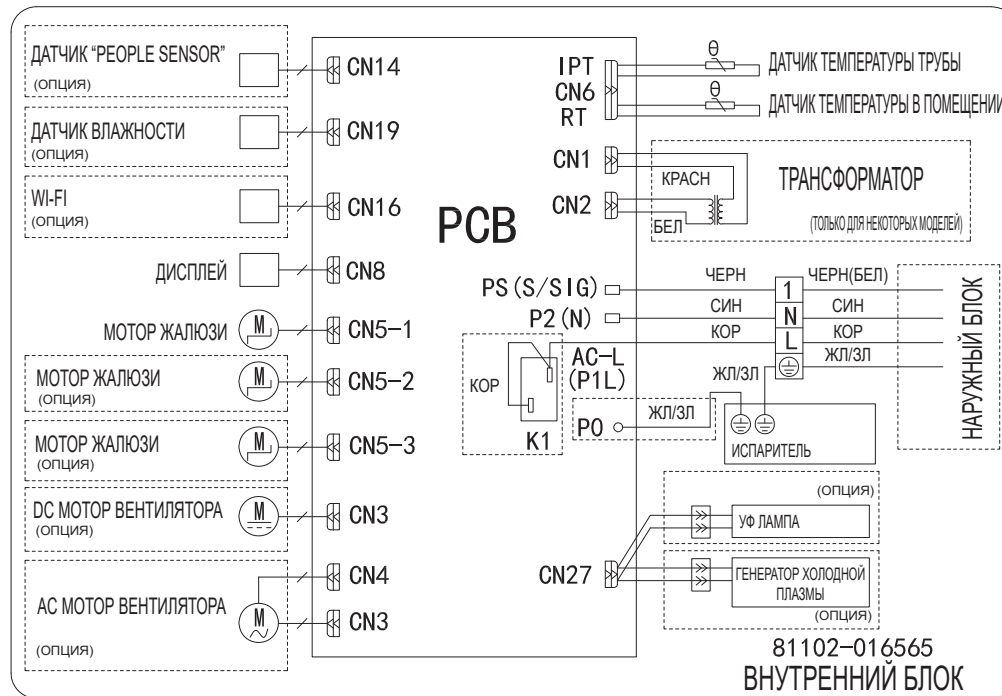 ДАТЧИК “PEOPLE SENSOR”
(ОПЦИЯ)
CN14
ДАТЧИК ВЛАЖНОСТИ
(ОПЦИЯ)
CN19
WI-FI
(ОПЦИЯ)
CN16
ДИСПЛЕЙ
CN8
МОТОР ЖАЛЮЗИ
M
CN5-1
МОТОР ЖАЛЮЗИ
(ОПЦИЯ)
M
CN5-2
МОТОР ЖАЛЮЗИ
(ОПЦИЯ)
M
CN5-3
DC МОТОР ВЕНТИЛЯТОРА
(ОПЦИЯ)
M
CN3
AC МОТОР ВЕНТИЛЯТОРА
(ОПЦИЯ)
M
CN4
CN3
PCB
IPT
CN6
RT
θ
ДАТЧИК ТЕМПЕРАТУРЫ ТРУБЫ
θ
ДАТЧИК ТЕМПЕРАТУРЫ В ПОМЕЩЕНИИ
CN1
CN2
КРАСН
БЕЛ
ТРАНСФОРМАТОР
(ТОЛЬКО ДЛЯ НЕКОТОРЫХ МОДЕЛЕЙ)
PS(S/SIG)
ЧЕРН
1
ЧЕРН(БЕЛ)
P2(N)
СИН
N
СИН
КОР
L
КОР
ЖЛ/ЗЛ
ЖЛ/ЗЛ
НАРУЖНЫЙ БЛОК
AC-L
(P1L)
КОР
K1
P0
ЖЛ/ЗЛ
ИСПАРИТЕЛЬ
CN27
(ОПЦИЯ)
УФ ЛАМПА
ГЕНЕРАТОР ХОЛОДНОЙ
ПЛАЗМЫ
(ОПЦИЯ)
81102-016565
ВНУТРЕННИЙ БЛОК